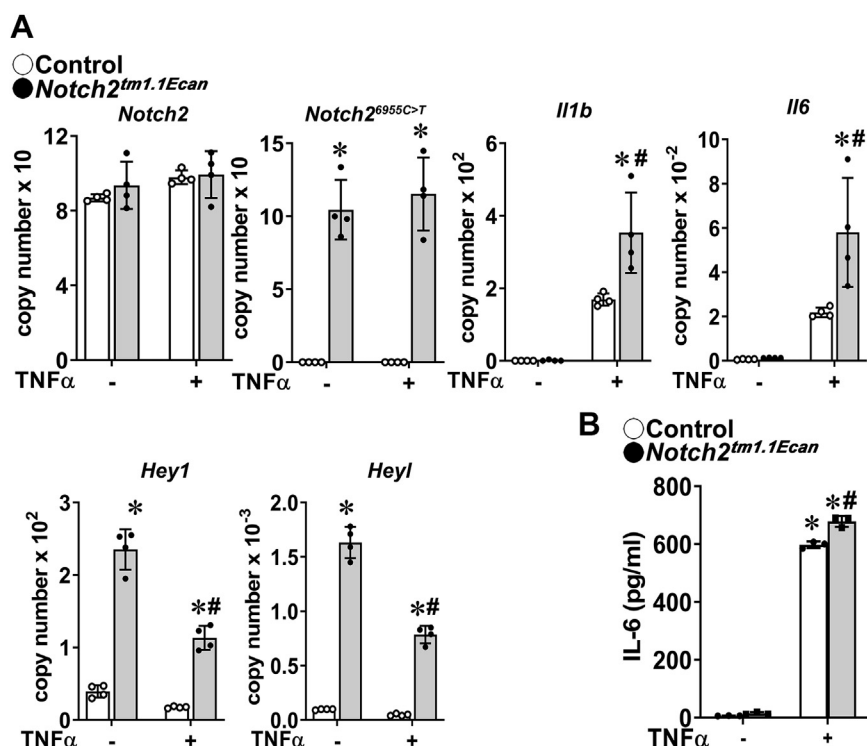 A
Control
Notch2tm1.1Ecan
Notch2
copy number x 10
12
9
6
3
0
TNFα
-
+
Notch26955C>T
copy number x 10
15
10
5
0
TNFα
-
+
*
*
Il1b
copy number x 10²
6
4
2
0
TNFα
-
+
*#
Il6
copy number x 10-2
10
8
6
4
2
0
TNFα
-
+
*#
Hey1
copy number x 10²
3
2
1
0
TNFα
-
+
*
*#
Heyl
copy number x 10-3
2.0
1.5
1.0
0.5
0.0
TNFα
-
+
*
*#
B
Control
Notch2tm1.1Ecan
IL-6 (pg/ml)
800
600
400
200
0
TNFα
-
+
*
*#